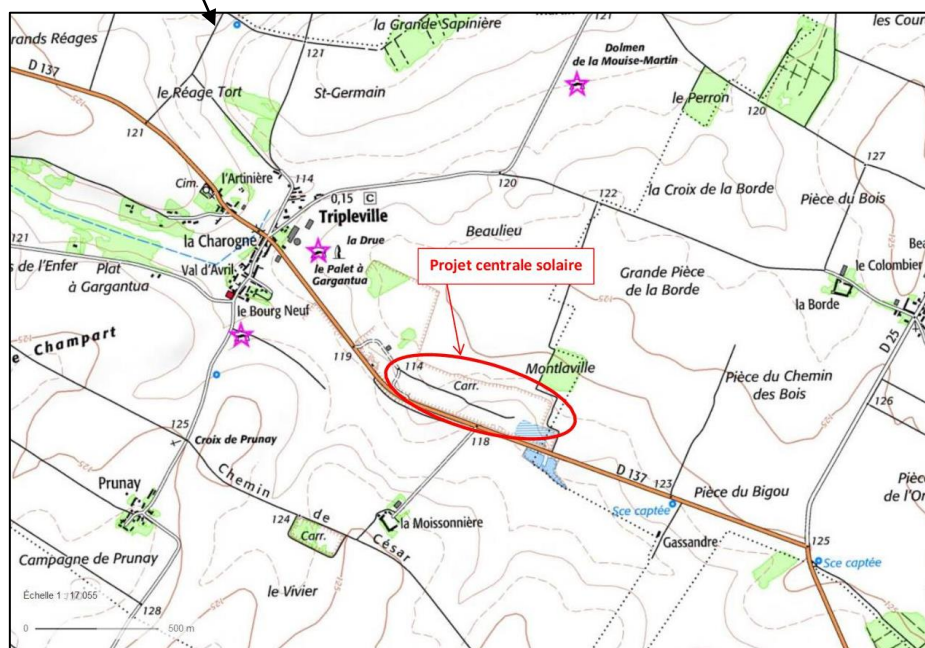 la Grande Sapinière
les Cour
rands Réages
121
D 137
Dolmen
de la Mouise-Martin
le Réage Tort
St-Germain
le Perron
120
121
127
Cim.
l'Artinière
114
0,15 C
120
122
la Croix de la Borde
Pièce du Bois
Tripleville
Beaulieu
la Charogne
la Drue
121
Val d'Avril
le Palet à
Gargantua
Projet centrale solaire
s de l'Enfer
Plat
à Gargantua
Grande Pièce
de la Borde
Bea
le Colombier
la Borde
le Bourg Neuf
e Champart
119
114
Carr.
Montlaville
D 25
Pièce du Chemin
des Bois
126
125
Croix de Prunay
118
D 137
Chemin de César
Prunay
123
Pièce du Bigou
Pièc
de l'Or
Sce captée
la Moissonnière
124
Carr.
Gassandre
125
Sce captée
Campagne de Prunay
le Vivier
Échelle 1 : 17 055
128
0 500 m